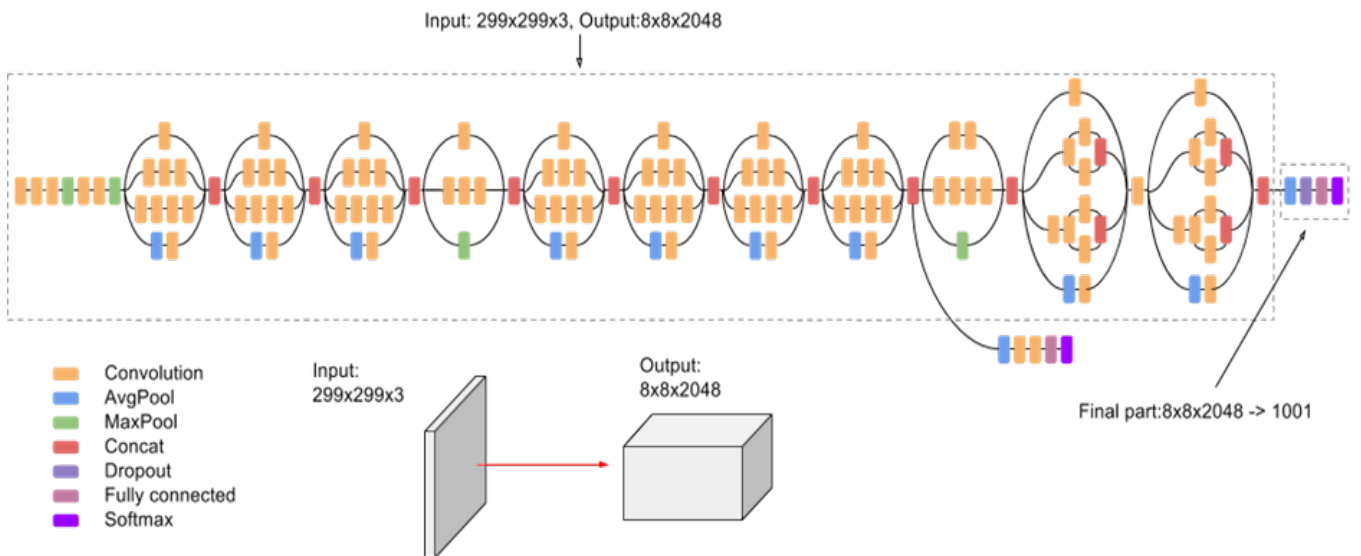 Input: 299x299x3, Output:8x8x2048
Convolution
AvgPool
MaxPool
Concat
Dropout
Fully connected
Softmax
Input:
299x299x3
Output:
8x8x2048
Final part:8x8x2048 -> 1001